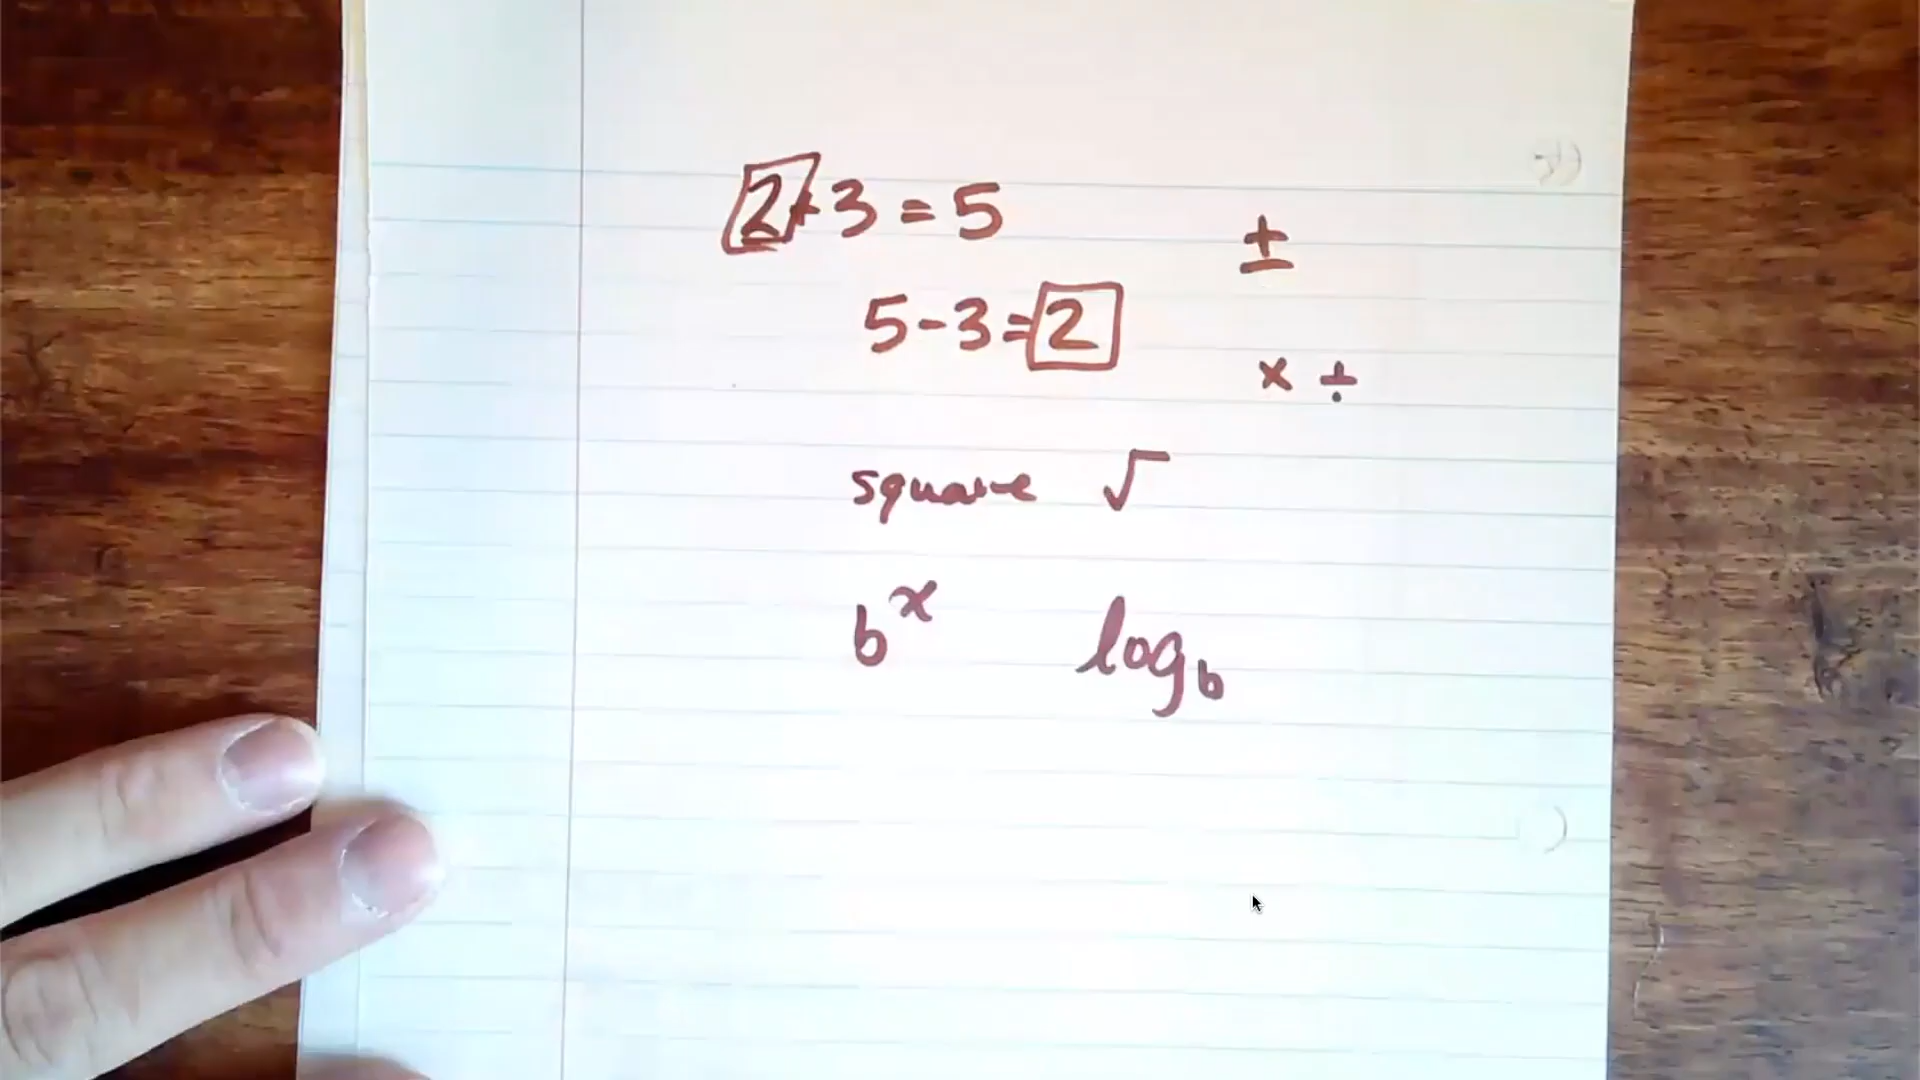 2+3=5
±
5-3=2
× ÷
square √
b^x log_b